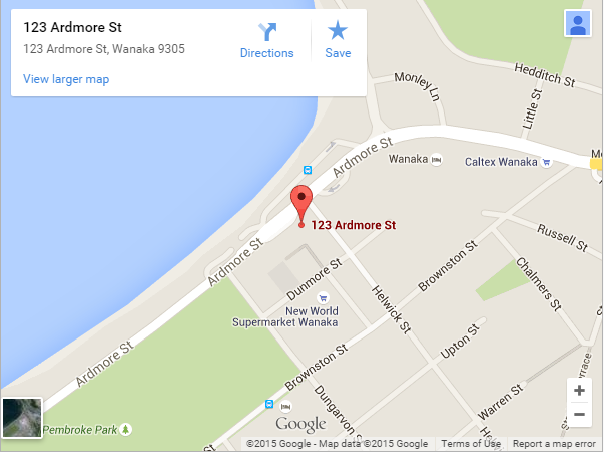 123 Ardmore St
123 Ardmore St, Wanaka 9305
Directions
Save
View larger map
Hedditch St
Monley Ln
Little St
Ardmore St
Wanaka
Caltex Wanaka
123 Ardmore St
Russell St
Ardmore St
Brownston St
Chalmers St
Dunmore St
Helwick St
New World
Supermarket Wanaka
Upton St
Ardmore St
Brownston St
Warren St
Dungarvon St
Pembroke Park
Google
©2015 Google - Map data ©2015 Google
Terms of Use
Report a map error